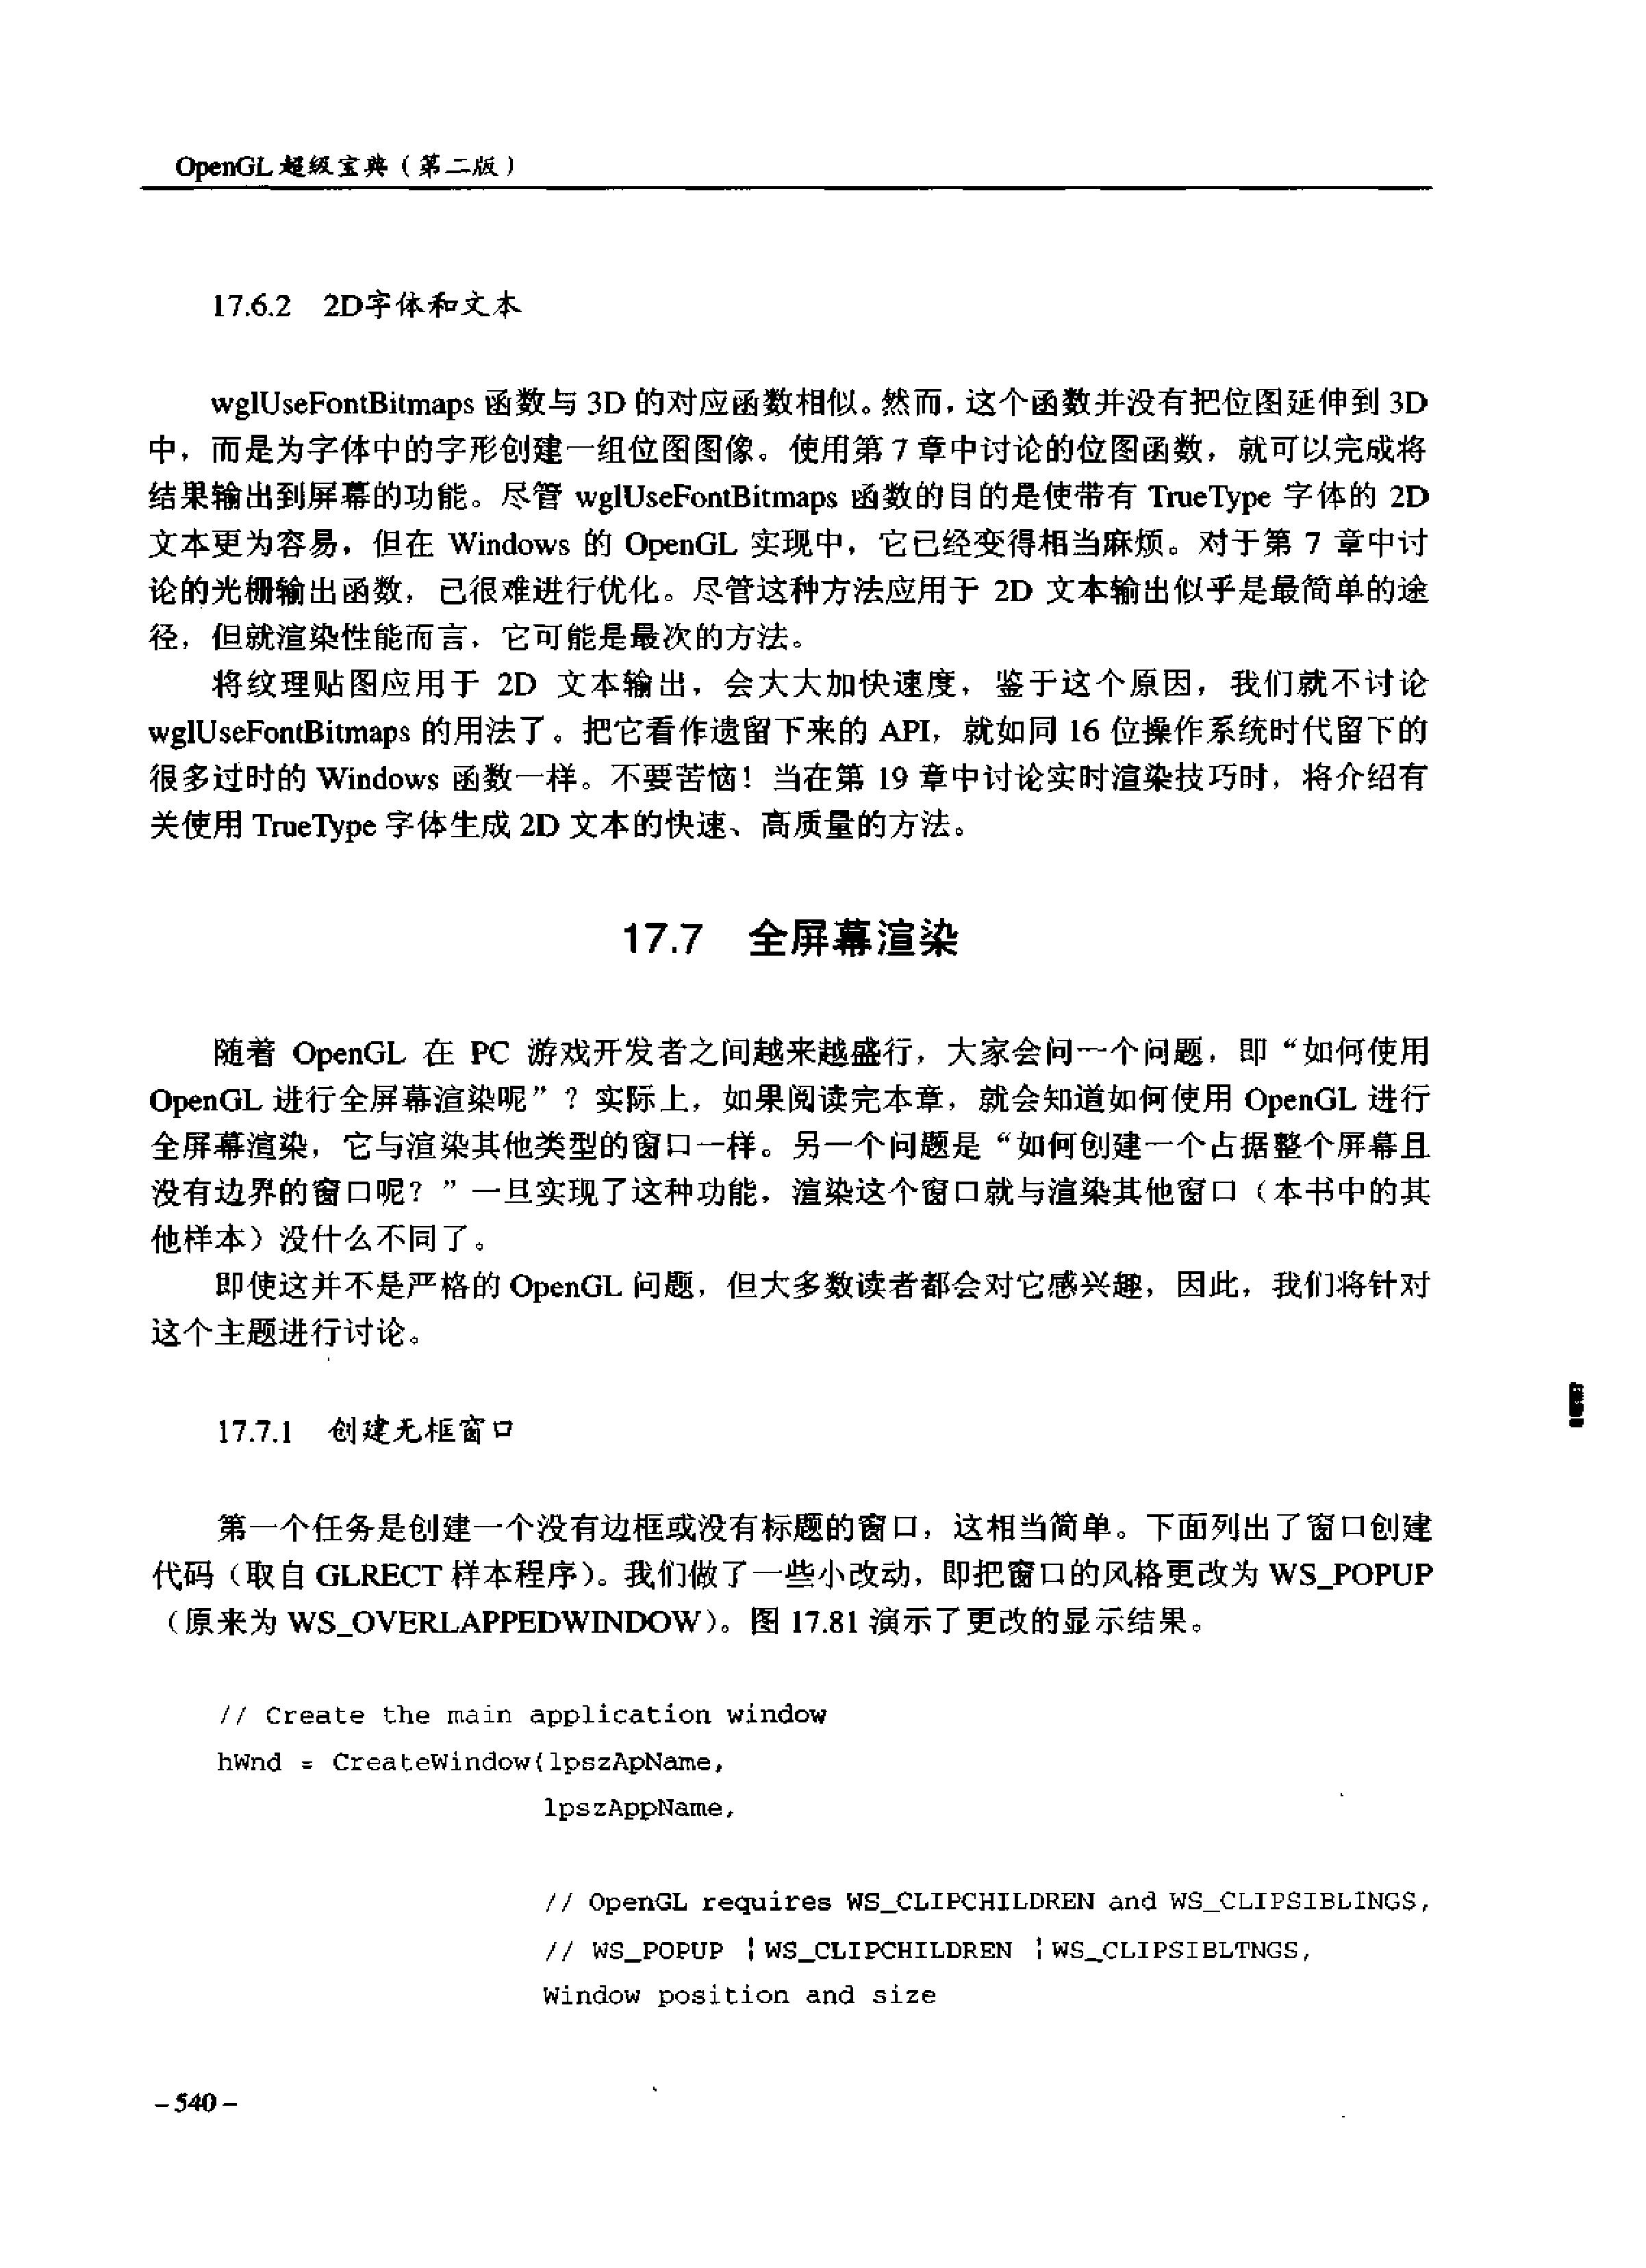 OpenGL 超级宝典（第二版）
17.6.2 2D字体和文本
wglUseFontBitmaps 函数与 3D 的对应函数相似。然而，这个函数并没有把位图延伸到 3D
中，而是为字体中的字形创建一组位图图像。使用第 7 章中讨论的位图函数，就可以完成将
结果输出到屏幕的功能。尽管 wglUseFontBitmaps 函数的目的是使带有 TrueType 字体的 2D
文本更为容易，但在 Windows 的 OpenGL 实现中，它已经变得相当麻烦。对于第 7 章中讨
论的光栅输出函数，已很难进行优化。尽管这种方法应用于 2D 文本输出似乎是最简单的途
径，但就渲染性能而言，它可能是最次的方法。
将纹理贴图应用于 2D 文本输出，会大大加快速度，鉴于这个原因，我们就不讨论
wglUseFontBitmaps 的用法了。把它看作遗留下来的 API，就如同 16 位操作系统时代留下的
很多过时的 Windows 函数一样。不要苦恼！当在第 19 章中讨论实时渲染技巧时，将介绍有
关使用 TrueType 字体生成 2D 文本的快速、高质量的方法。
17.7 全屏幕渲染
随着 OpenGL 在 PC 游戏开发者之间越来越盛行，大家会问一个问题，即“如何使用
OpenGL 进行全屏幕渲染呢”？实际上，如果阅读完本章，就会知道如何使用 OpenGL 进行
全屏幕渲染，它与渲染其他类型的窗口一样。另一个问题是“如何创建一个占据整个屏幕且
没有边界的窗口呢？”一旦实现了这种功能，渲染这个窗口就与渲染其他窗口（本书中的其
他样本）没什么不同了。
即使这并不是严格的 OpenGL 问题，但大多数读者都会对它感兴趣，因此，我们将针对
这个主题进行讨论。
17.7.1 创建无框窗口
第一个任务是创建一个没有边框或没有标题的窗口，这相当简单。下面列出了窗口创建
代码（取自 GLRECT 样本程序）。我们做了一些小改动，即把窗口的风格更改为 WS_POPUP
（原来为 WS_OVERLAPPEDWINDOW）。图 17.81 演示了更改的显示结果。
// Create the main application window
hWnd = CreateWindow(lpszApName,
lpszAppName,
// OpenGL requires WS_CLIPCHILDREN and WS_CLIPSIBLINGS,
// WS_POPUP ¦ WS_CLIPCHILDREN ¦ WS_CLIPSIBLTNGS,
Window position and size
– 540 –